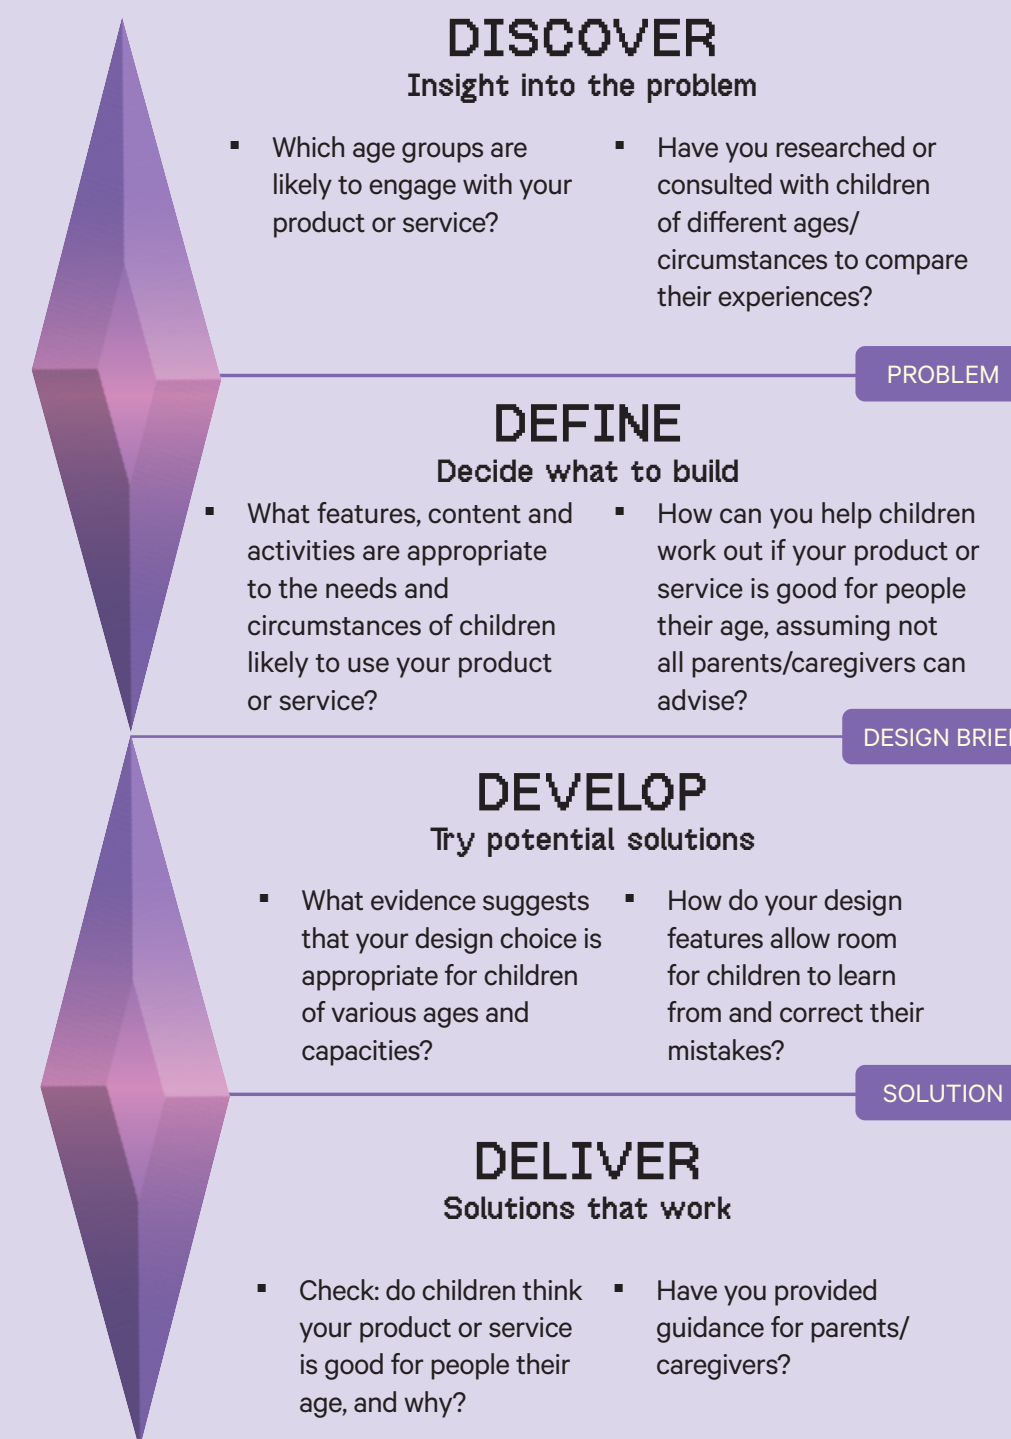 DISCOVER
Insight into the problem
▪ Which age groups are
likely to engage with your
product or service?
▪ Have you researched or
consulted with children
of different ages/
circumstances to compare
their experiences?
PROBLEM
DEFINE
Decide what to build
▪ What features, content and
activities are appropriate
to the needs and
circumstances of children
likely to use your product
or service?
▪ How can you help children
work out if your product or
service is good for people
their age, assuming not
all parents/caregivers can
advise?
DESIGN BRIEF
DEVELOP
Try potential solutions
▪ What evidence suggests
that your design choice is
appropriate for children
of various ages and
capacities?
▪ How do your design
features allow room
for children to learn
from and correct their
mistakes?
SOLUTION
DELIVER
Solutions that work
▪ Check: do children think
your product or service
is good for people their
age, and why?
▪ Have you provided
guidance for parents/
caregivers?